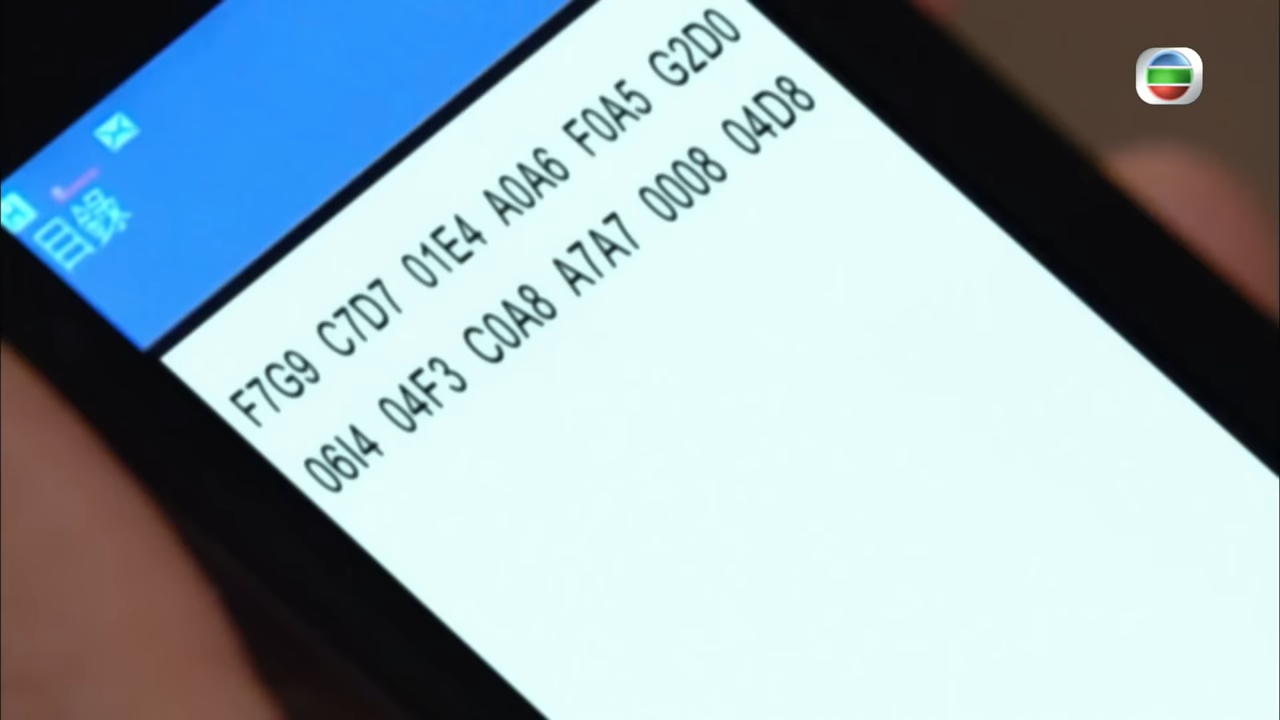 目錄
F7G9 C7D7 01E4 A0A6 F0A5 G2D0
06I4 04F3 C0A8 A7A7 0008 04D8